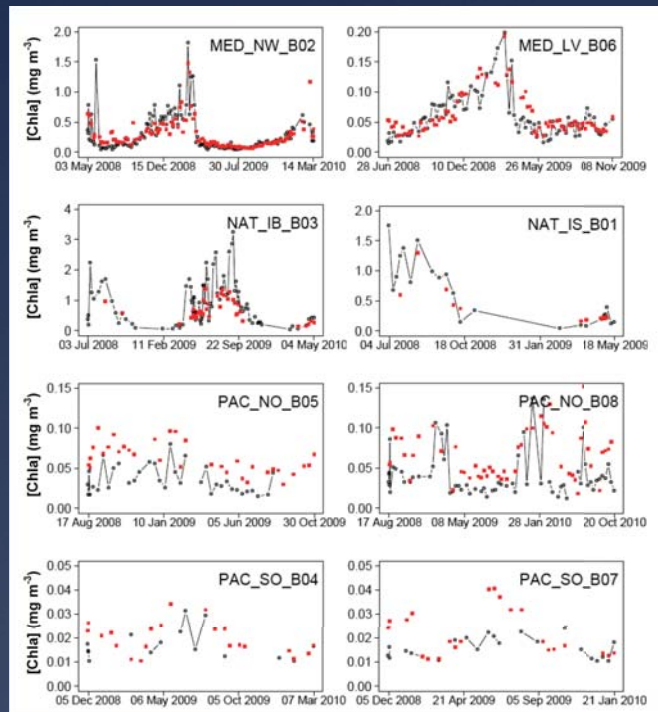 MED_NW_B02
[Chla] (mg m⁻³)
2.0
1.5
1.0
0.5
0.0
03 May 2008 15 Dec 2008 30 Jul 2009 14 Mar 2010
MED_LV_B06
0.20
0.15
0.10
0.05
0.00
28 Jun 2008 10 Dec 2008 26 May 2009 08 Nov 2009
NAT_IB_B03
[Chla] (mg m⁻³)
4
3
2
1
0
03 Jul 2008 11 Feb 2009 22 Sep 2009 04 May 2010
NAT_IS_B01
2.0
1.5
1.0
0.5
0.0
04 Jul 2008 18 Oct 2008 31 Jan 2009 18 May 2009
PAC_NO_B05
[Chla] (mg m⁻³)
0.15
0.10
0.05
0.00
17 Aug 2008 10 Jan 2009 05 Jun 2009 30 Oct 2009
PAC_NO_B08
0.15
0.10
0.05
0.00
17 Aug 2008 08 May 2009 28 Jan 2010 20 Oct 2010
PAC_SO_B04
[Chla] (mg m⁻³)
0.05
0.04
0.03
0.02
0.01
0.00
05 Dec 2008 06 May 2009 05 Oct 2009 07 Mar 2010
PAC_SO_B07
0.05
0.04
0.03
0.02
0.01
0.00
05 Dec 2008 21 Apr 2009 05 Sep 2009 21 Jan 2010